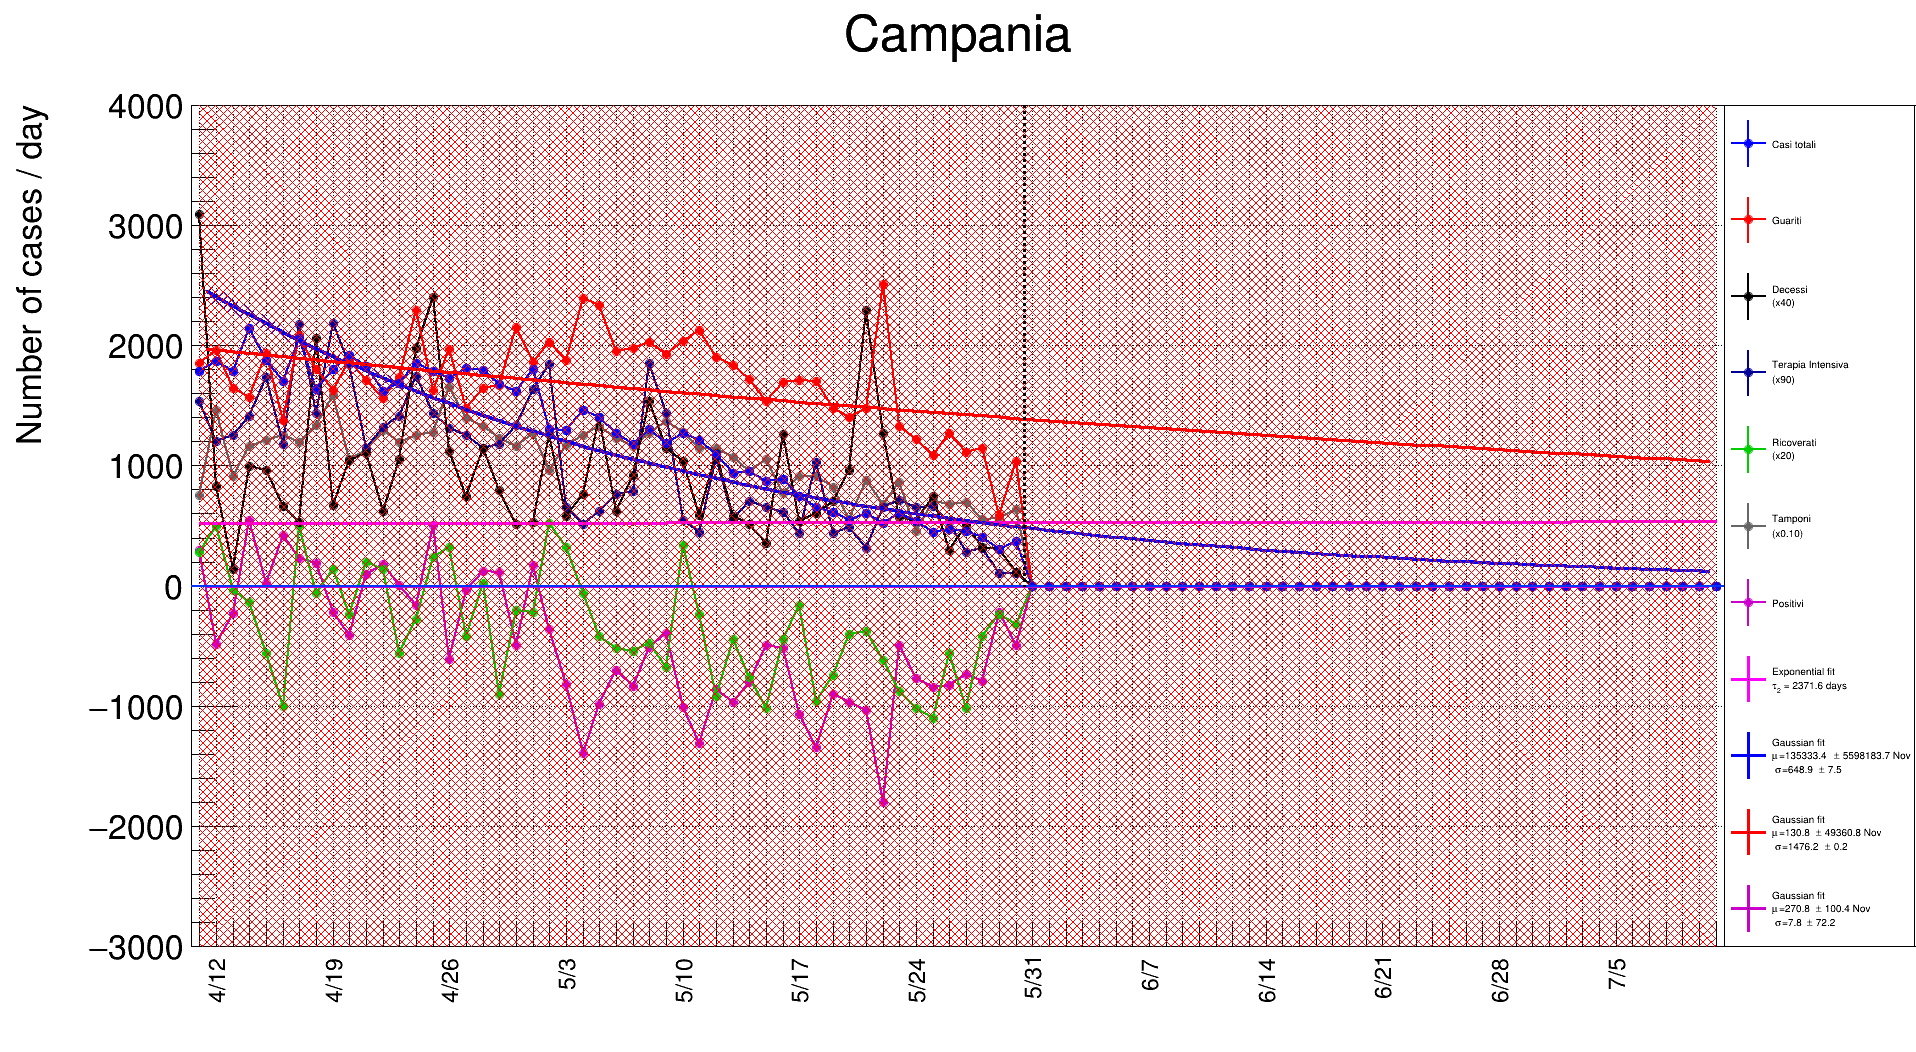 Campania
Number of cases / day
4000
3000
2000
1000
0
−1000
−2000
−3000
4/12
4/19
4/26
5/3
5/10
5/17
5/24
5/31
6/7
6/14
6/21
6/28
7/5
Casi totali
Guariti
Decessi
(x40)
Terapia Intensiva
(x90)
Ricoverati
(x20)
Tamponi
(x0.10)
Positivi
Exponential fit
τ2 = 2371.6 days
Gaussian fit
μ=135333.4 ± 5598183.7 Nov
σ=648.9 ± 7.5
Gaussian fit
μ=130.8 ± 49360.8 Nov
σ=1476.2 ± 0.2
Gaussian fit
μ=270.8 ± 100.4 Nov
σ=7.8 ± 72.2